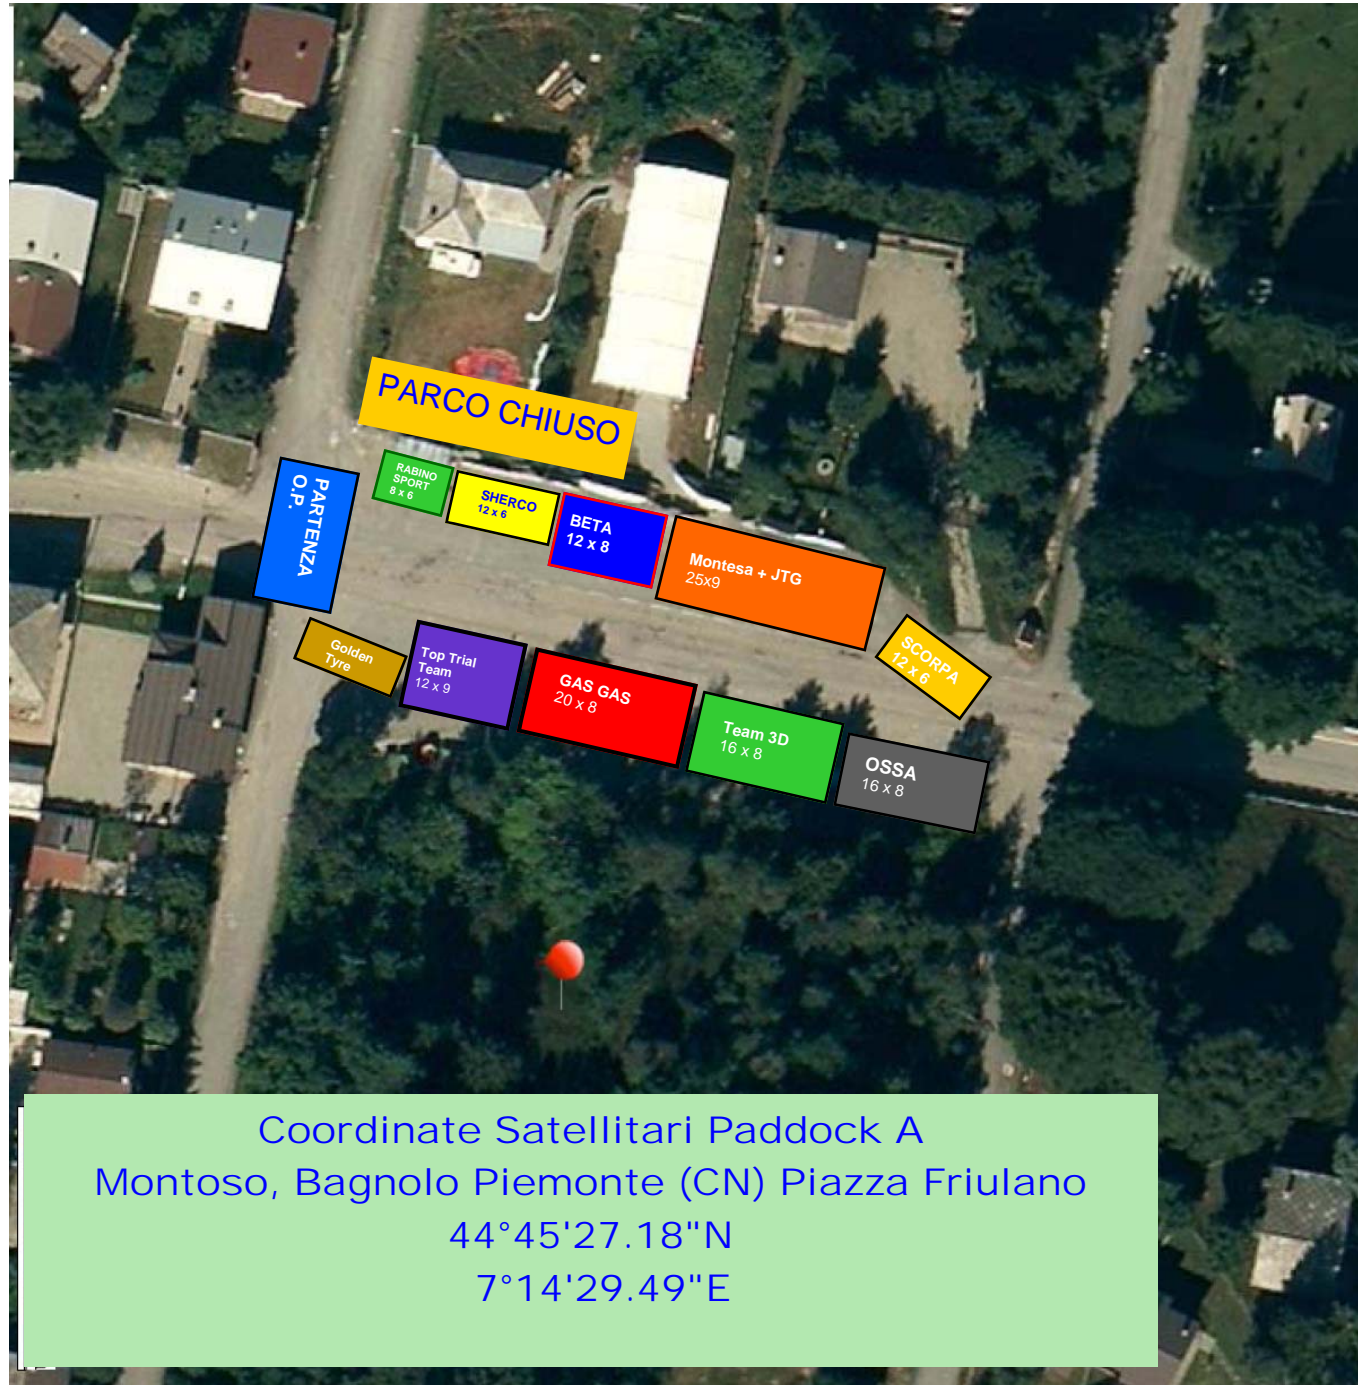 PARCO CHIUSO
PARTENZA
O.P.
RABINO
SPORT
8 x 6
SHERCO
12 x 6
BETA
12 x 8
Montesa + JTG
25x9
SCORPA
12 x 6
Golden
Tyre
Top Trial
Team
12 x 9
GAS GAS
20 x 8
Team 3D
16 x 8
OSSA
16 x 8
Coordinate Satellitari Paddock A
Montoso, Bagnolo Piemonte (CN) Piazza Friulano
44°45'27.18"N
7°14'29.49"E